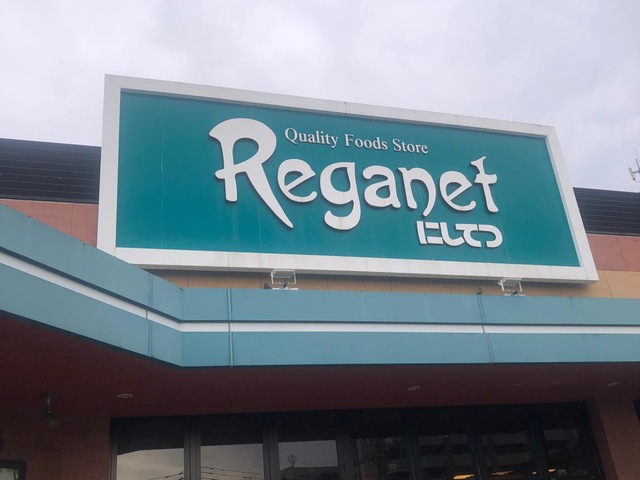 Quality Foods Store
Reganet
にしてつ